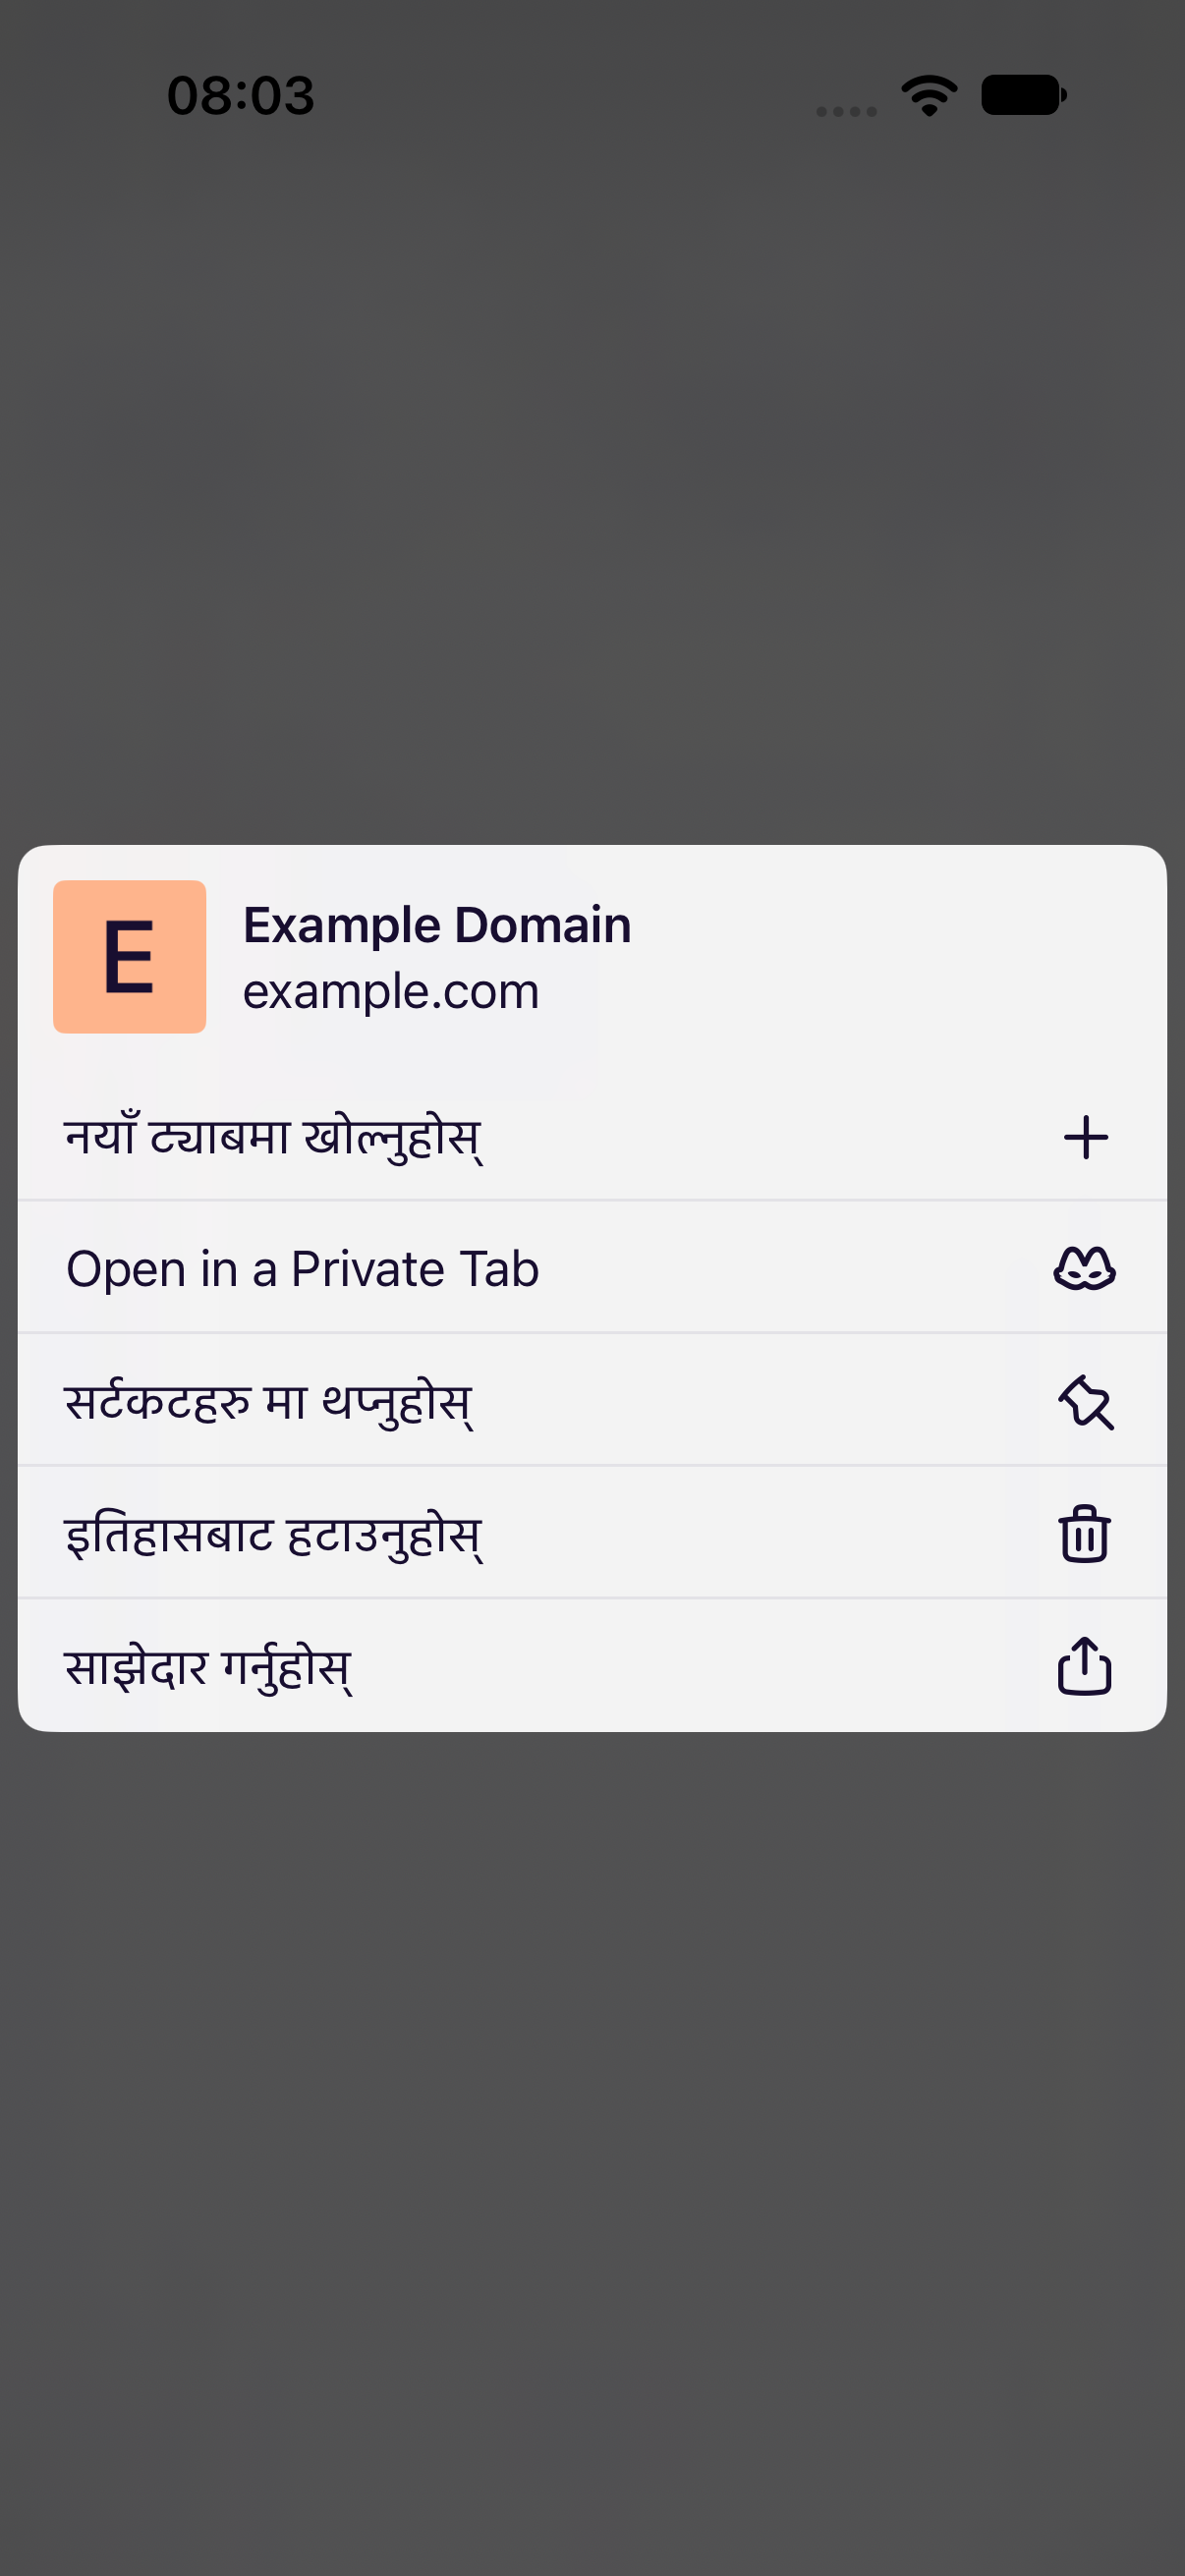 08:03
E
Example Domain
example.com
नयाँ ट्याबमा खोल्नुहोस्
Open in a Private Tab
सर्टकटहरु मा थप्नुहोस्
इतिहासबाट हटाउनुहोस्
साझेदार गर्नुहोस्